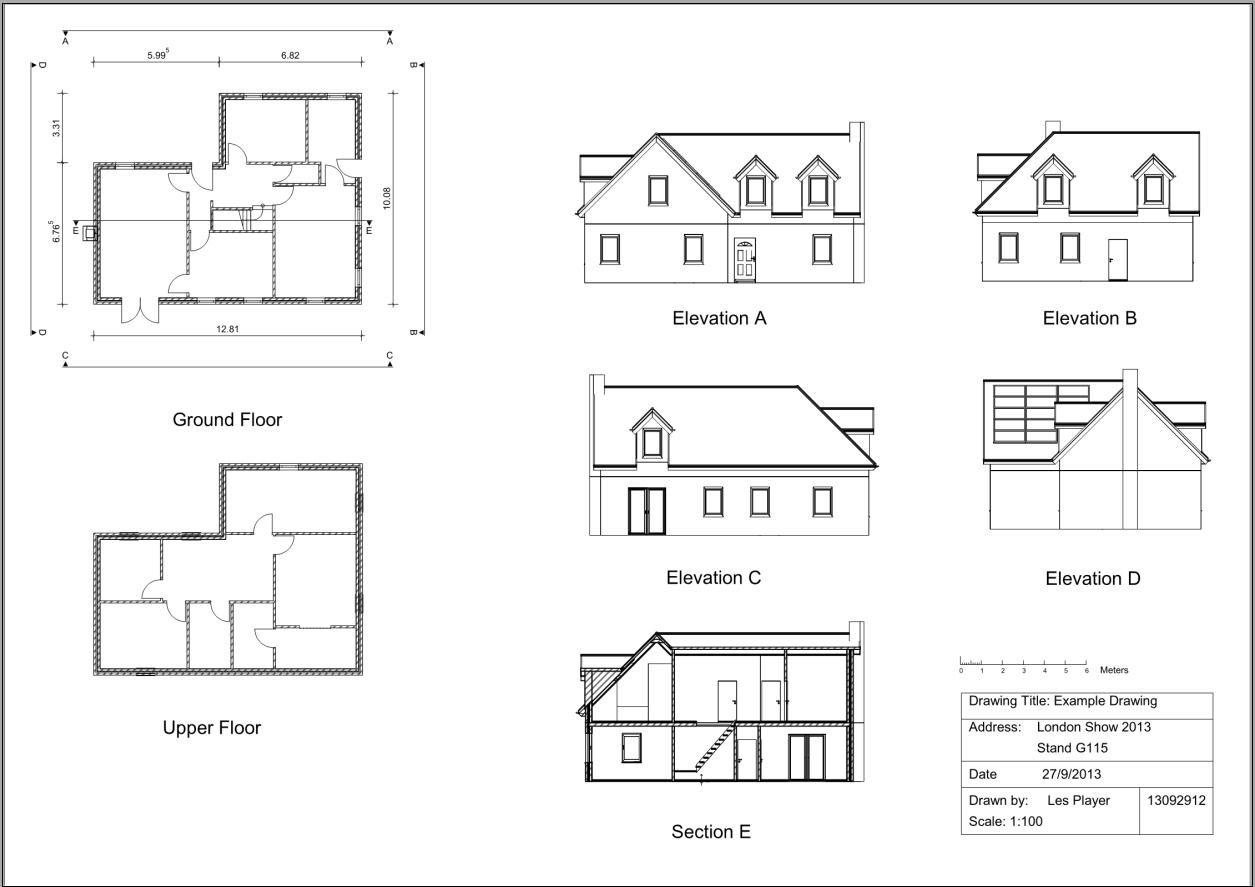 A A
5.99⁵ 6.82
D B
3.31
10.08
6.76⁵
E E
D B
12.81
C C
Ground Floor
Upper Floor
Elevation A
Elevation B
Elevation C
Elevation D
Section E
0 1 2 3 4 5 6 Meters
Drawing Title: Example Drawing
Address: London Show 2013
Stand G115
Date 27/9/2013
Drawn by: Les Player 13092912
Scale: 1:100